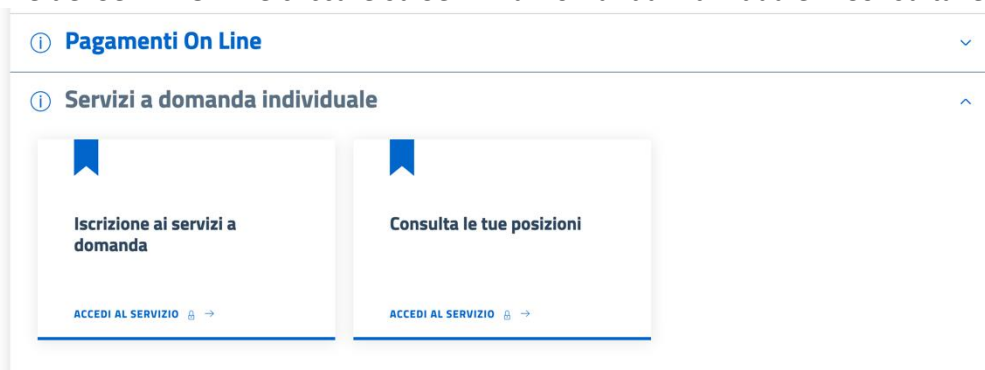 Pagamenti On Line
Servizi a domanda individuale
Iscrizione ai servizi a
domanda
Consulta le tue posizioni
ACCEDI AL SERVIZIO
ACCEDI AL SERVIZIO